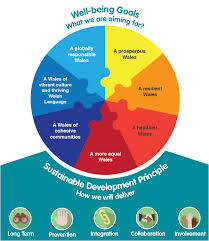 Well-being Goals
What we are aiming for?
A globally
responsible
Wales
A prosperous
Wales
A Wales of
vibrant culture
and thriving
Welsh
Language
A resilient
Wales
A Wales of
cohesive
communities
A healthier
Wales
A more equal
Wales
Sustainable Development Principle
How we will deliver
Long Term
Prevention
Integration
Collaboration
Involvement